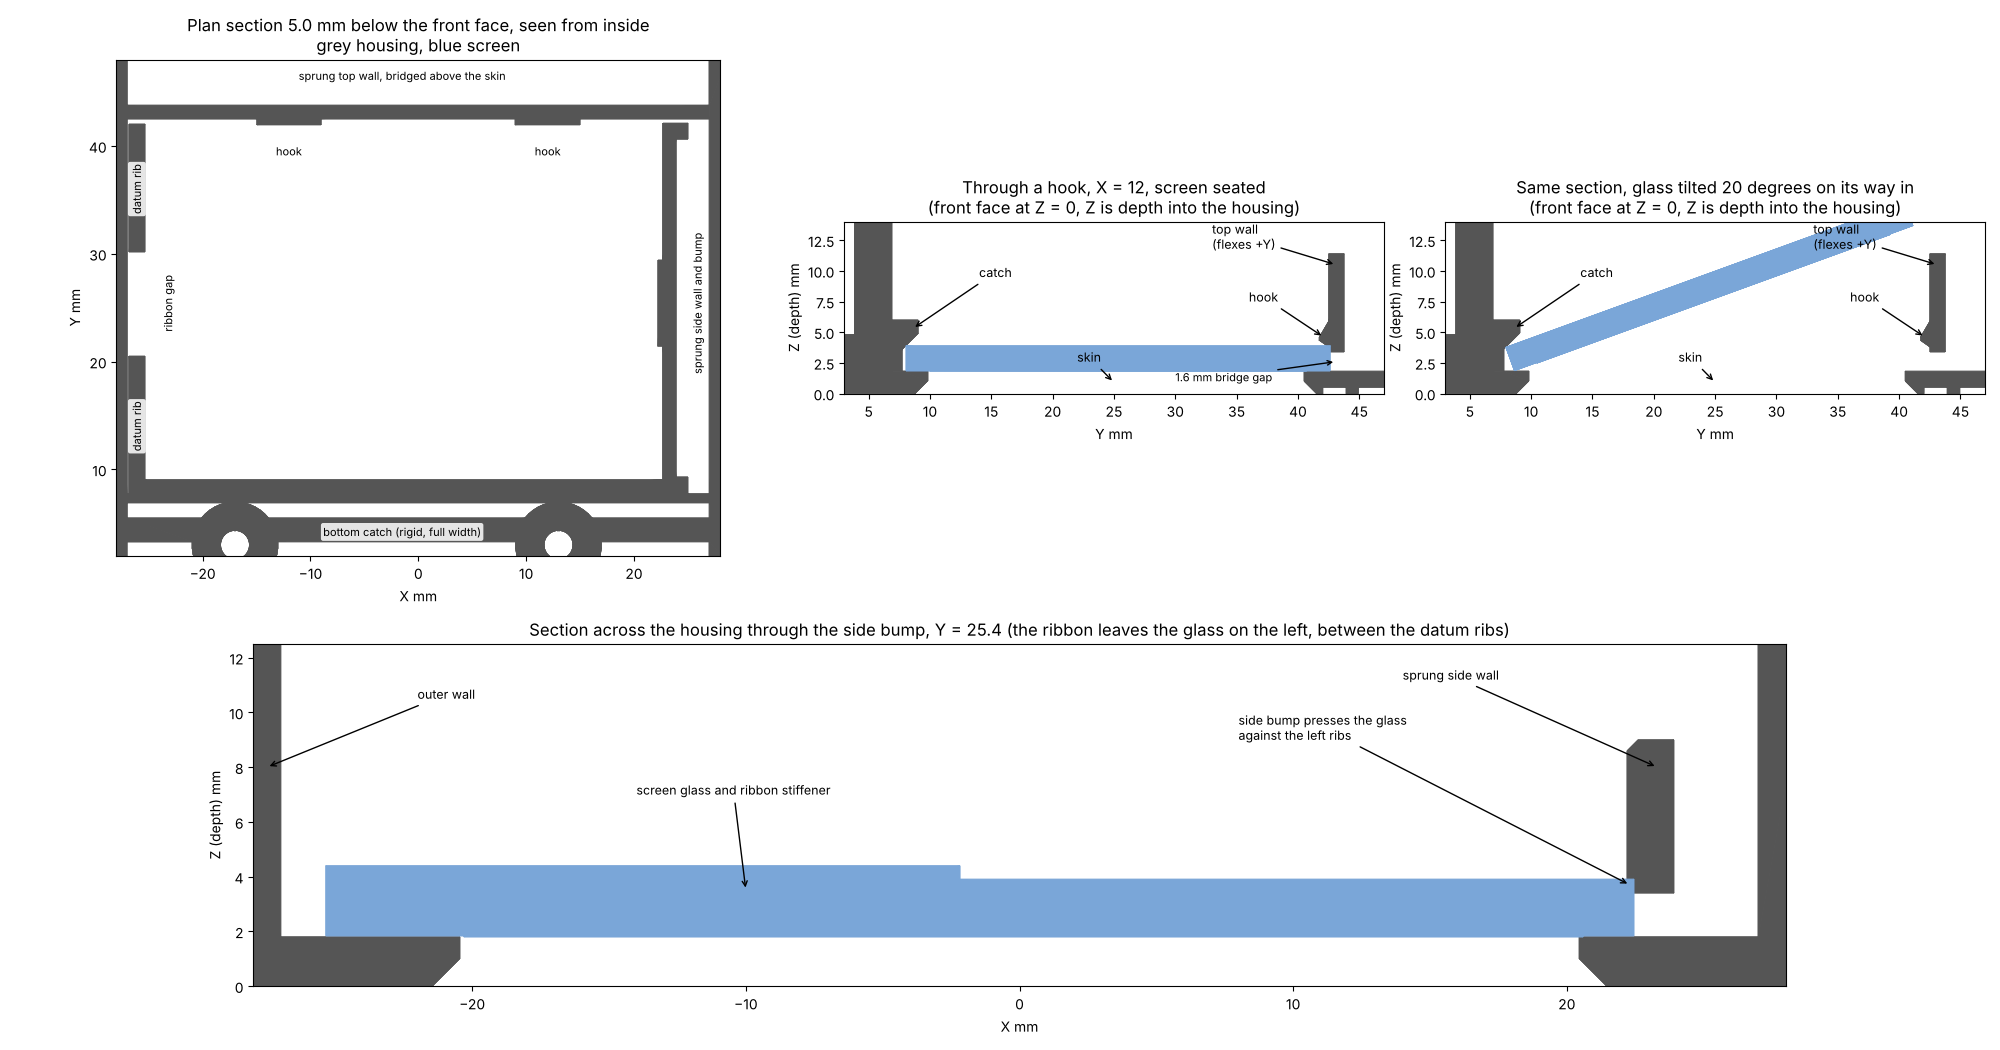 Plan section 5.0 mm below the front face, seen from inside
grey housing, blue screen
sprung top wall, bridged above the skin
hook
hook
datum rib
ribbon gap
datum rib
sprung side wall and bump
bottom catch (rigid, full width)
40
30
20
10
Y mm
−20
−10
0
10
20
X mm
Through a hook, X = 12, screen seated
(front face at Z = 0, Z is depth into the housing)
top wall
(flexes +Y)
catch
hook
skin
1.6 mm bridge gap
12.5
10.0
7.5
5.0
2.5
0.0
Z (depth) mm
5
10
15
20
25
30
35
40
45
Y mm
Same section, glass tilted 20 degrees on its way in
(front face at Z = 0, Z is depth into the housing)
top wall
(flexes +Y)
catch
hook
skin
12.5
10.0
7.5
5.0
2.5
0.0
Z (depth) mm
5
10
15
20
25
30
35
40
45
Y mm
Section across the housing through the side bump, Y = 25.4 (the ribbon leaves the glass on the left, between the datum ribs)
outer wall
sprung side wall
side bump presses the glass
against the left ribs
screen glass and ribbon stiffener
12
10
8
6
4
2
0
Z (depth) mm
−20
−10
0
10
20
X mm